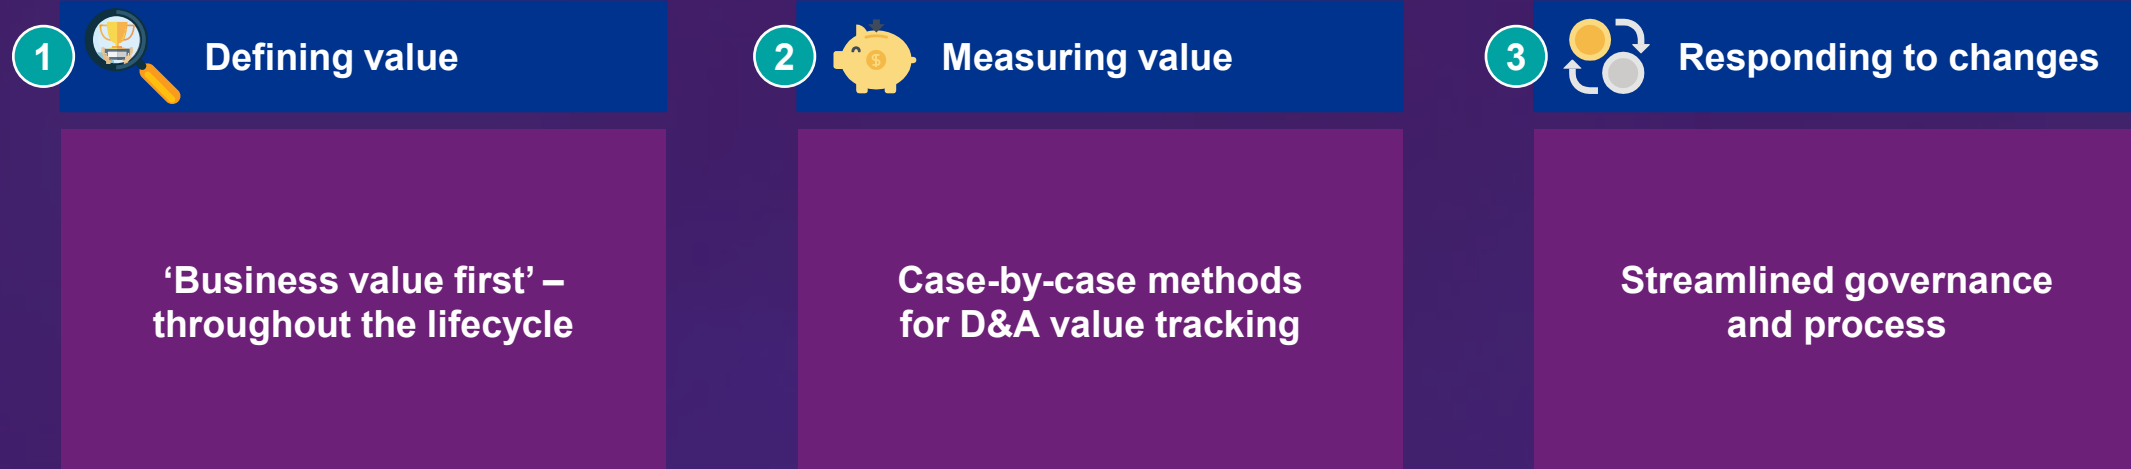 1
Defining value
‘Business value first’ –
throughout the lifecycle
2
$
Measuring value
Case-by-case methods
for D&A value tracking
3
Responding to changes
Streamlined governance
and process